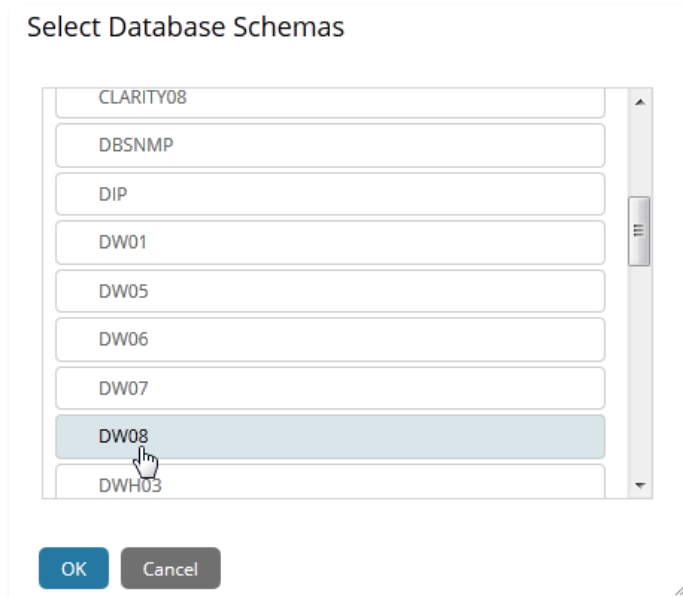 Select Database Schemas
CLARITY08
DBSNMP
DIP
DW01
DW05
DW06
DW07
DW08
DWH03
OK
Cancel